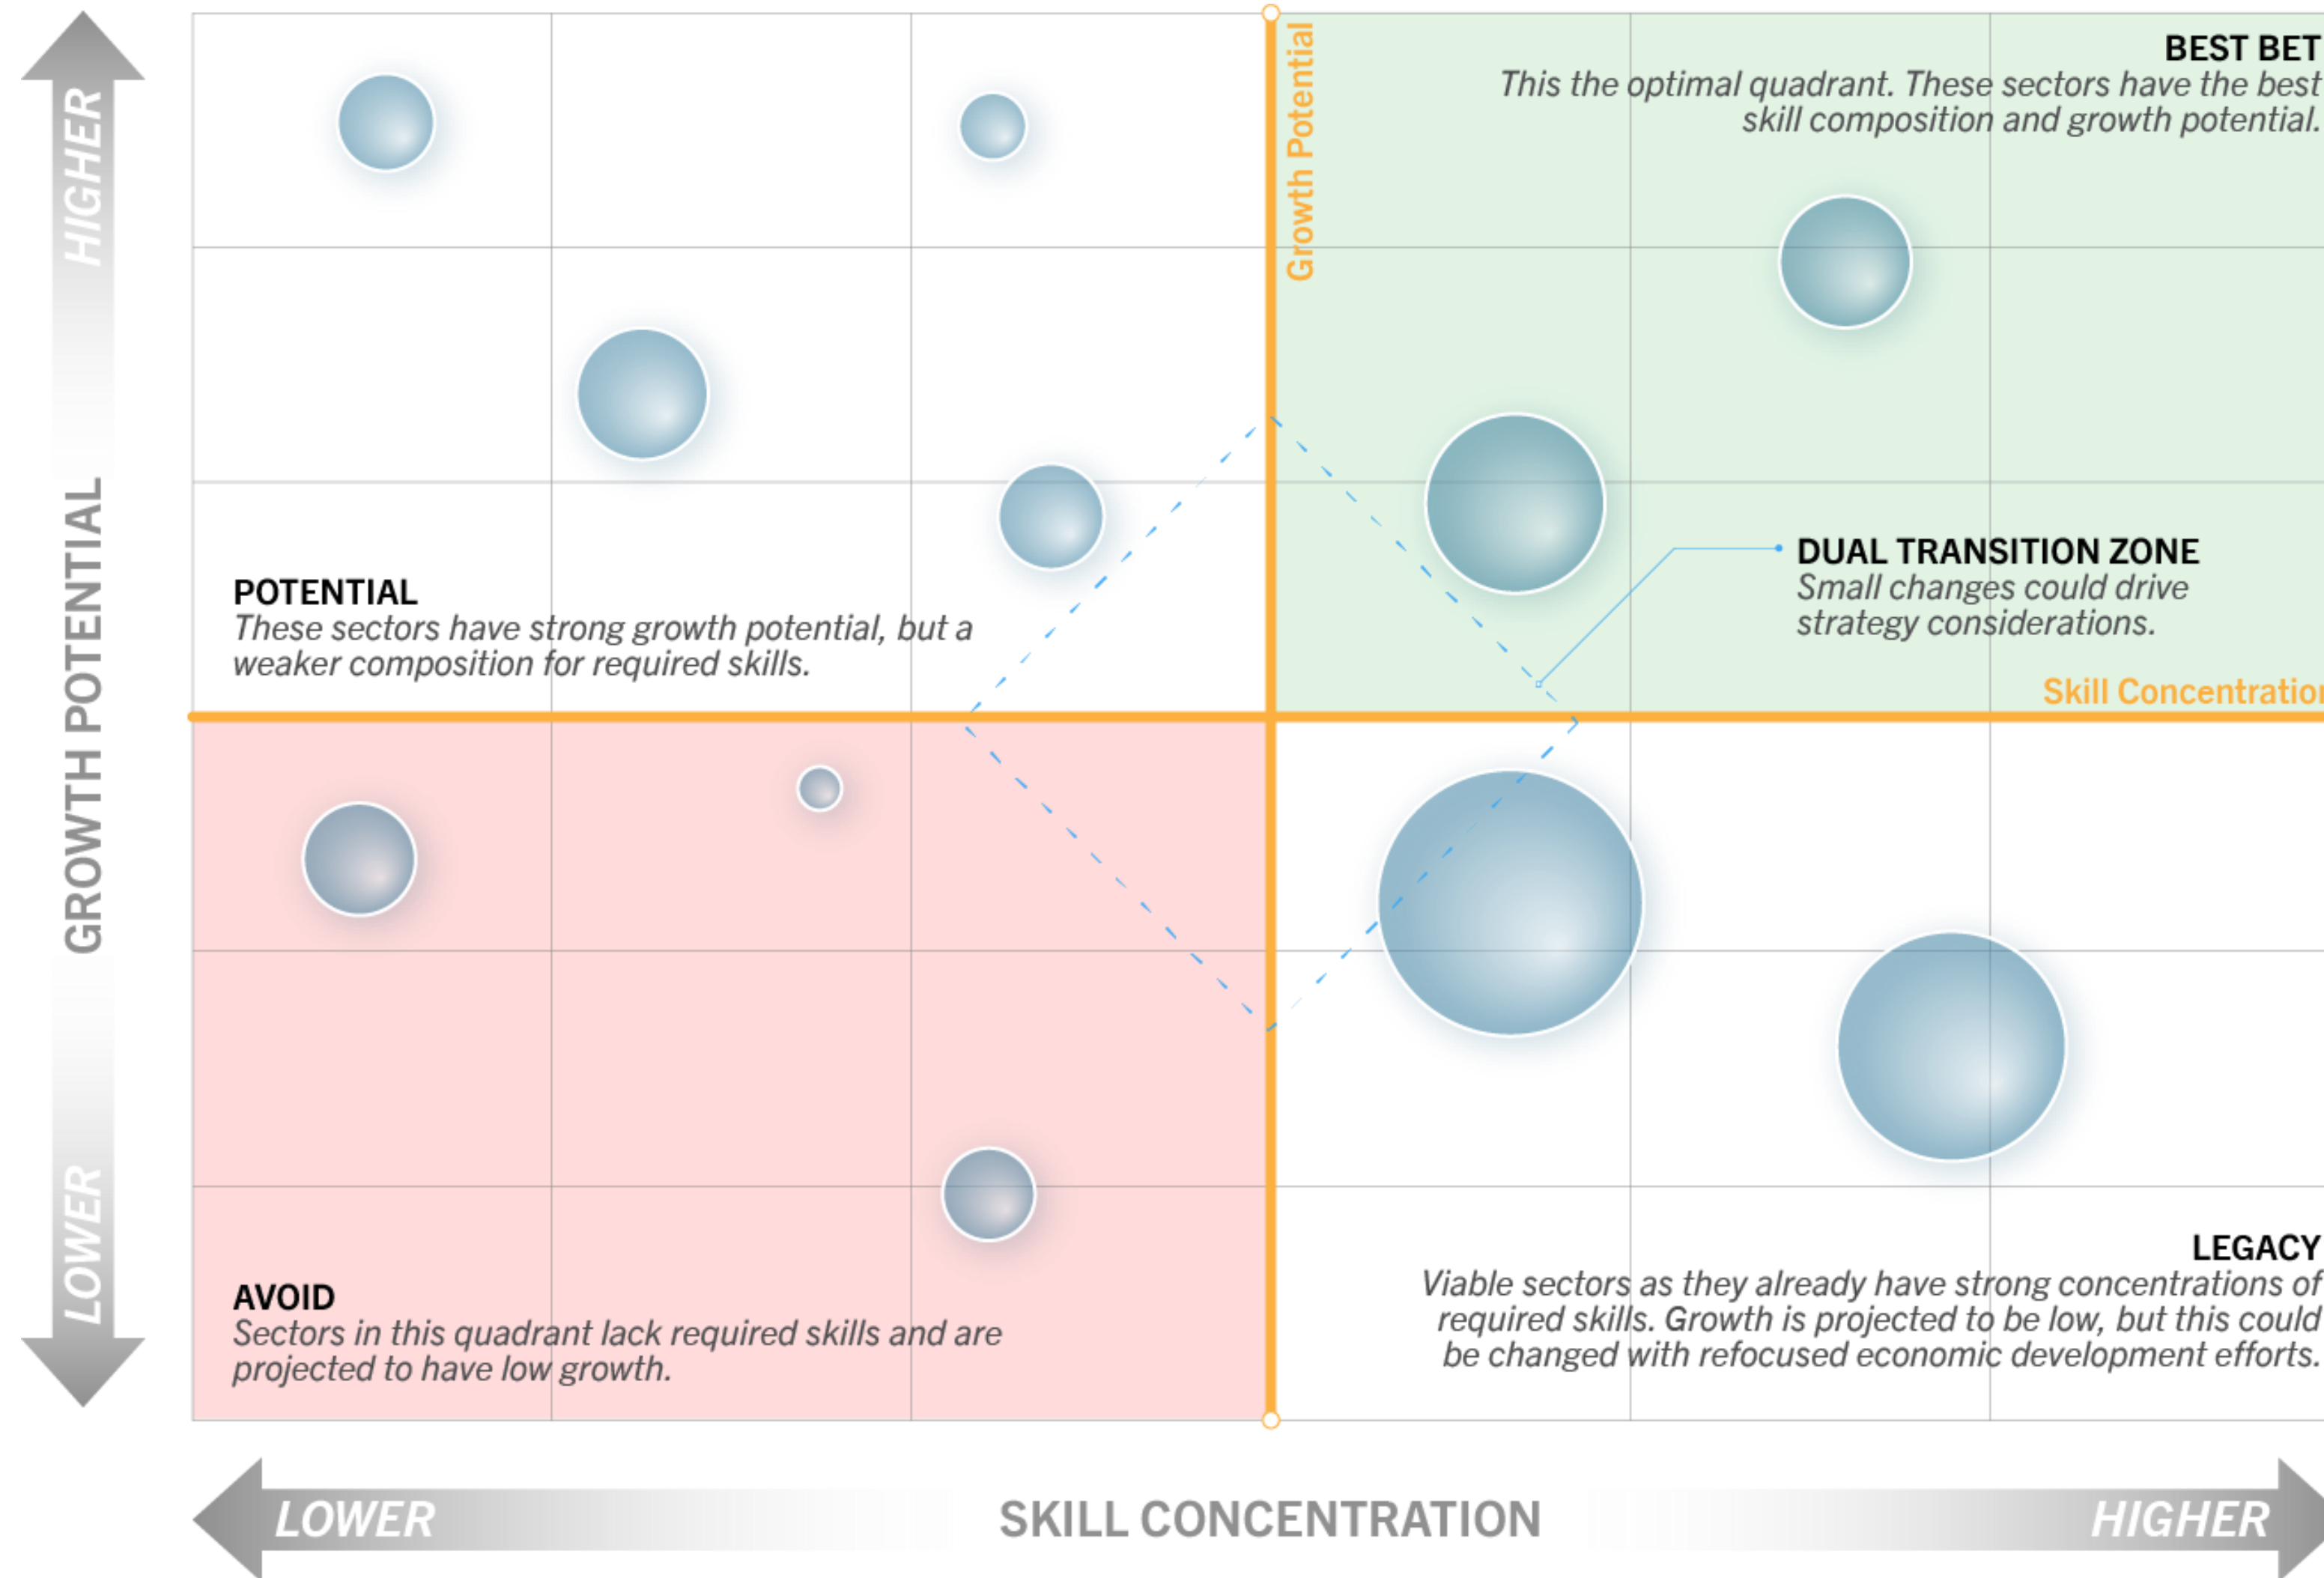 HIGHER
GROWTH POTENTIAL
LOWER
Growth Potential
BEST BET
This the optimal quadrant. These sectors have the best
skill composition and growth potential.
POTENTIAL
These sectors have strong growth potential, but a
weaker composition for required skills.
DUAL TRANSITION ZONE
Small changes could drive
strategy considerations.
Skill Concentration
AVOID
Sectors in this quadrant lack required skills and are
projected to have low growth.
LEGACY
Viable sectors as they already have strong concentrations of
required skills. Growth is projected to be low, but this could
be changed with refocused economic development efforts.
LOWER
SKILL CONCENTRATION
HIGHER